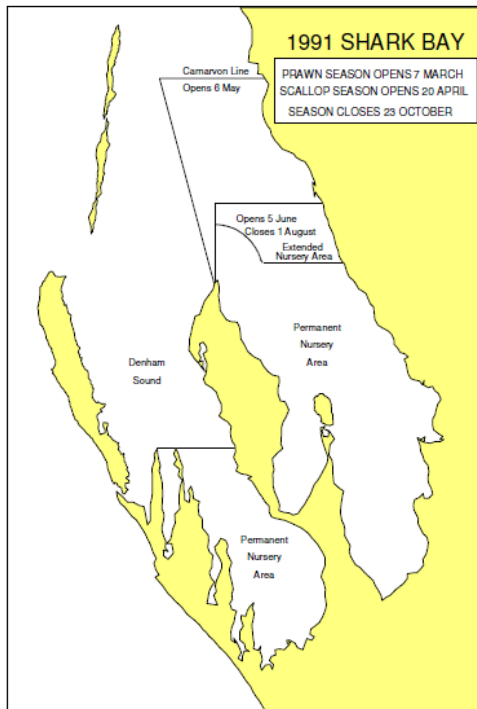 1991 SHARK BAY
PRAWN SEASON OPENS 7 MARCH
SCALLOP SEASON OPENS 20 APRIL
SEASON CLOSES 23 OCTOBER
Carnarvon Line
Opens 6 May
Opens 5 June
Closes 1 August
Extended
Nursery Area
Permanent
Nursery
Area
Denham
Sound
Permanent
Nursery
Area